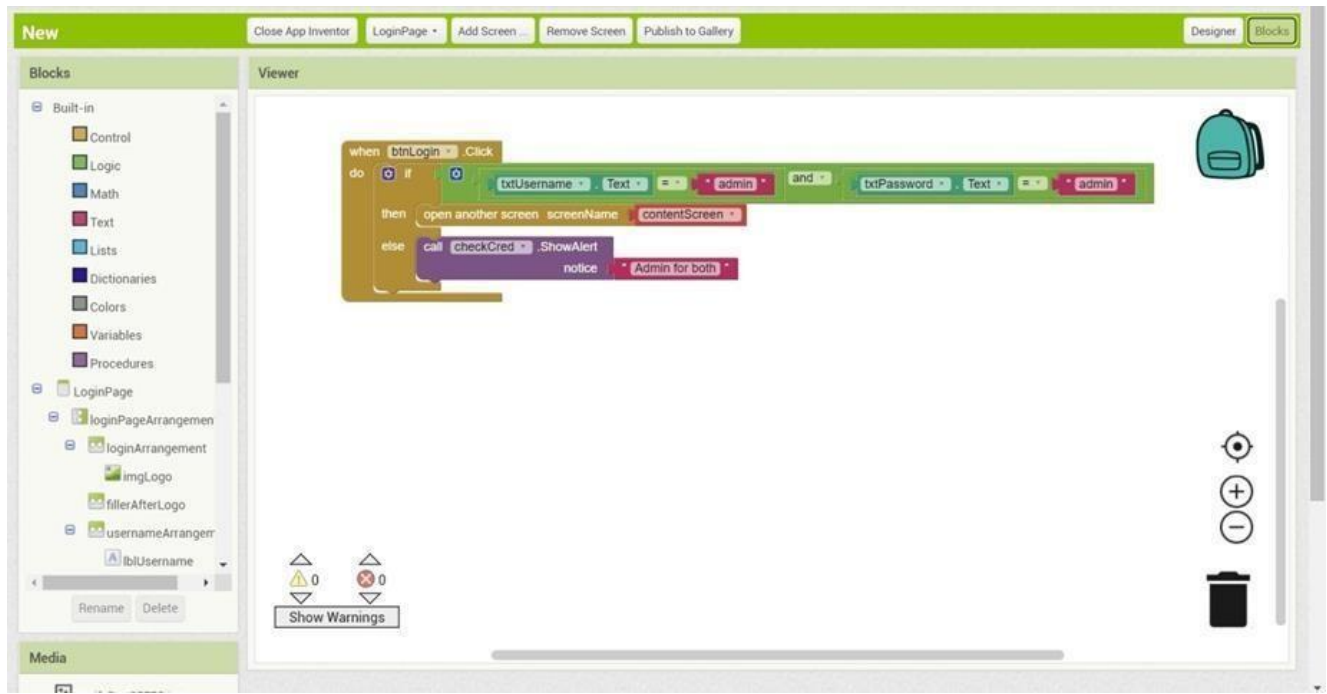 New Close App Inventor LoginPage Add Screen ... Remove Screen Publish to Gallery Designer Blocks
Blocks Viewer
Built-in
Control
Logic
Math
Text
Lists
Dictionaries
Colors
Variables
Procedures
LoginPage
loginPageArrangemen
loginArrangement
imgLogo
fillerAfterLogo
usernameArrangem
lblUsername
Rename Delete
Media
when btnLogin .Click
do if txtUsername . Text = " admin " and txtPassword . Text = " admin "
then open another screen screenName contentScreen
else call checkCred .ShowAlert
notice " Admin for both "
0 0
Show Warnings